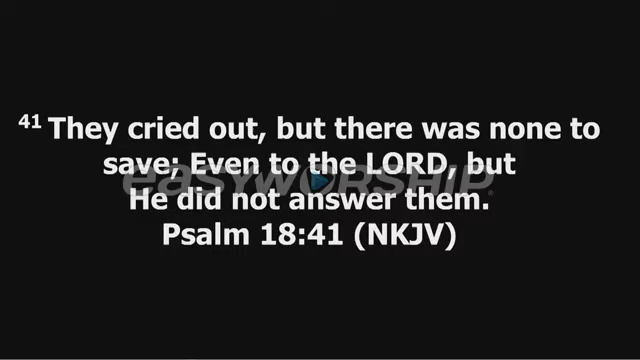 41 They cried out, but there was none to
save; Even to the LORD, but
He did not answer them.
Psalm 18:41 (NKJV)
easyworship